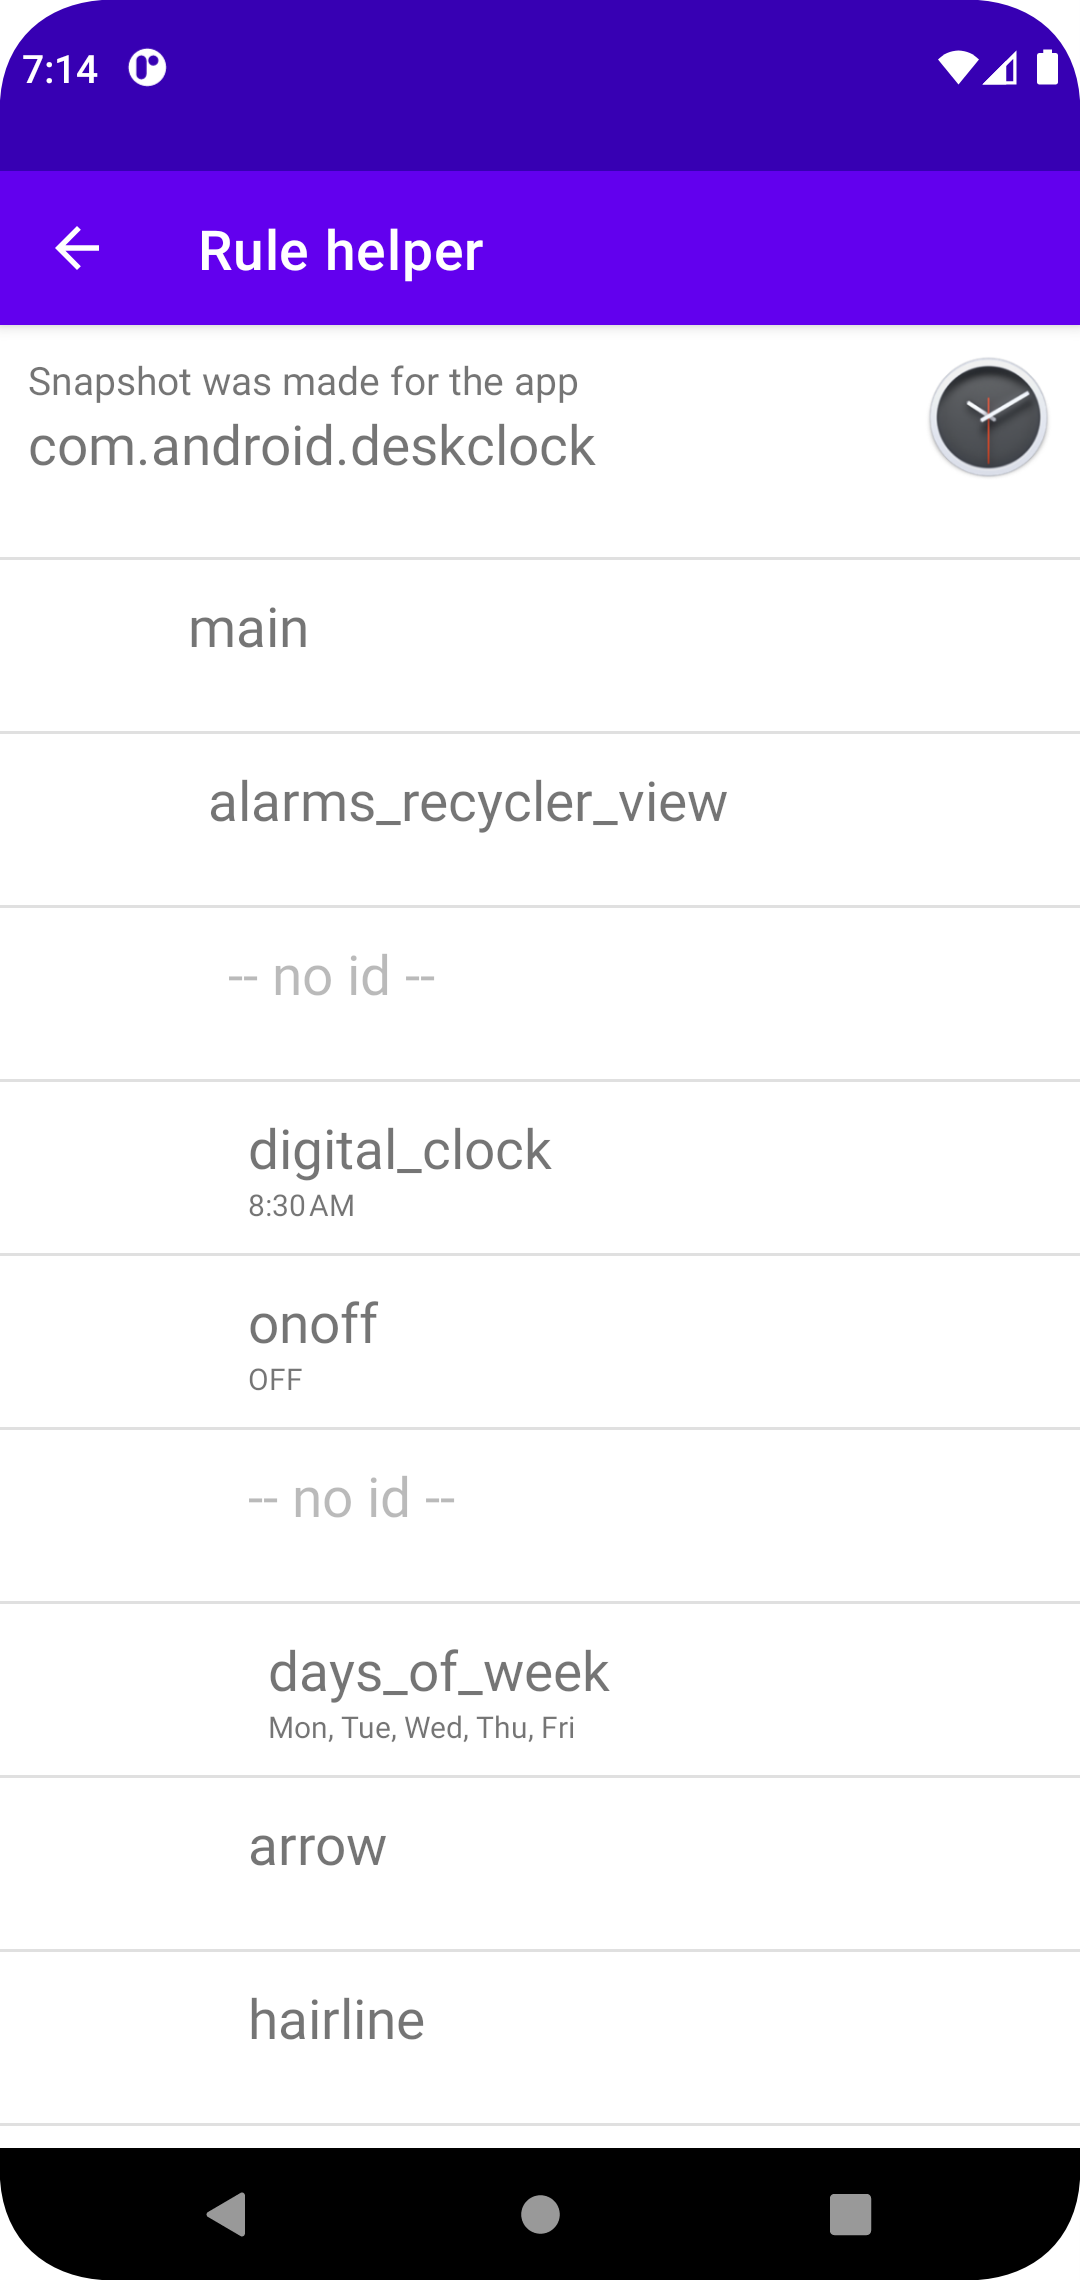 7:14
Rule helper
Snapshot was made for the app
com.android.deskclock
main
alarms_recycler_view
-- no id --
digital_clock
8:30 AM
onoff
OFF
-- no id --
days_of_week
Mon, Tue, Wed, Thu, Fri
arrow
hairline